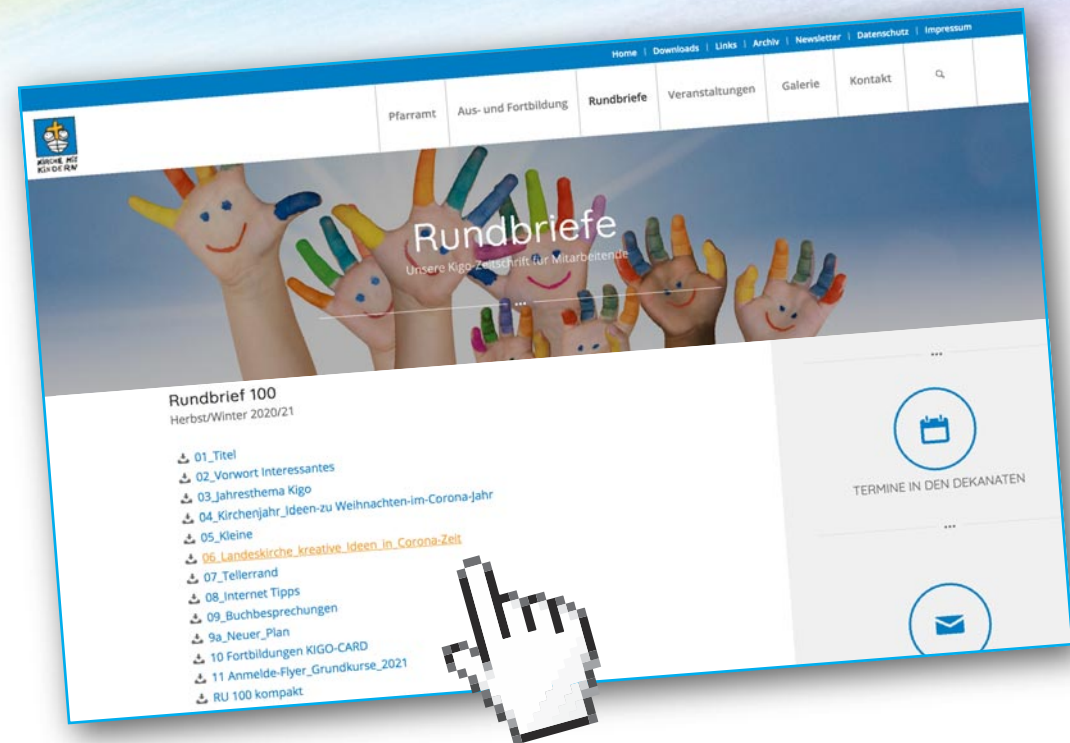 Home | Downloads | Links | Archiv | Newsletter | Datenschutz | Impressum
KIRCHE MIT
KINDERN
Pfarramt Aus- und Fortbildung Rundbriefe Veranstaltungen Galerie Kontakt
Rundbriefe
Unsere Kigo-Zeitschrift für Mitarbeitende
Rundbrief 100
Herbst/Winter 2020/21
01_Titel
02_Vorwort Interessantes
03_Jahresthema Kigo
04_Kirchenjahr_Ideen-zu Weihnachten-im-Corona-Jahr
05_Kleine
06_Landeskirche_kreative_Ideen_in_Corona-Zeit
07_Tellerrand
08_Internet Tipps
09_Buchbesprechungen
9a_Neuer_Plan
10 Fortbildungen KIGO-CARD
11 Anmelde-Flyer_Grundkurse_2021
RU 100 kompakt
TERMINE IN DEN DEKANATEN